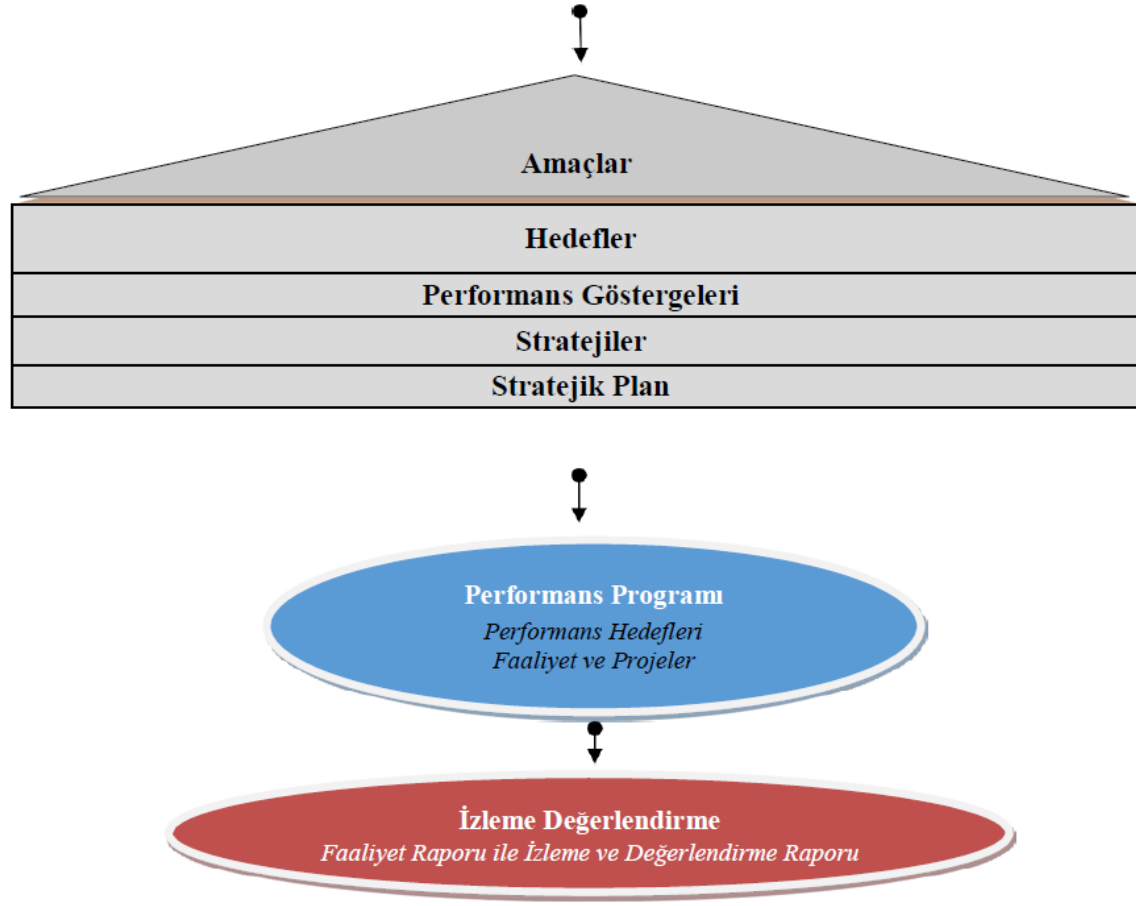 Amaçlar
Hedefler
Performans Göstergeleri
Stratejiler
Stratejik Plan
Performans Programı
Performans Hedefleri
Faaliyet ve Projeler
İzleme Değerlendirme
Faaliyet Raporu ile İzleme ve Değerlendirme Raporu